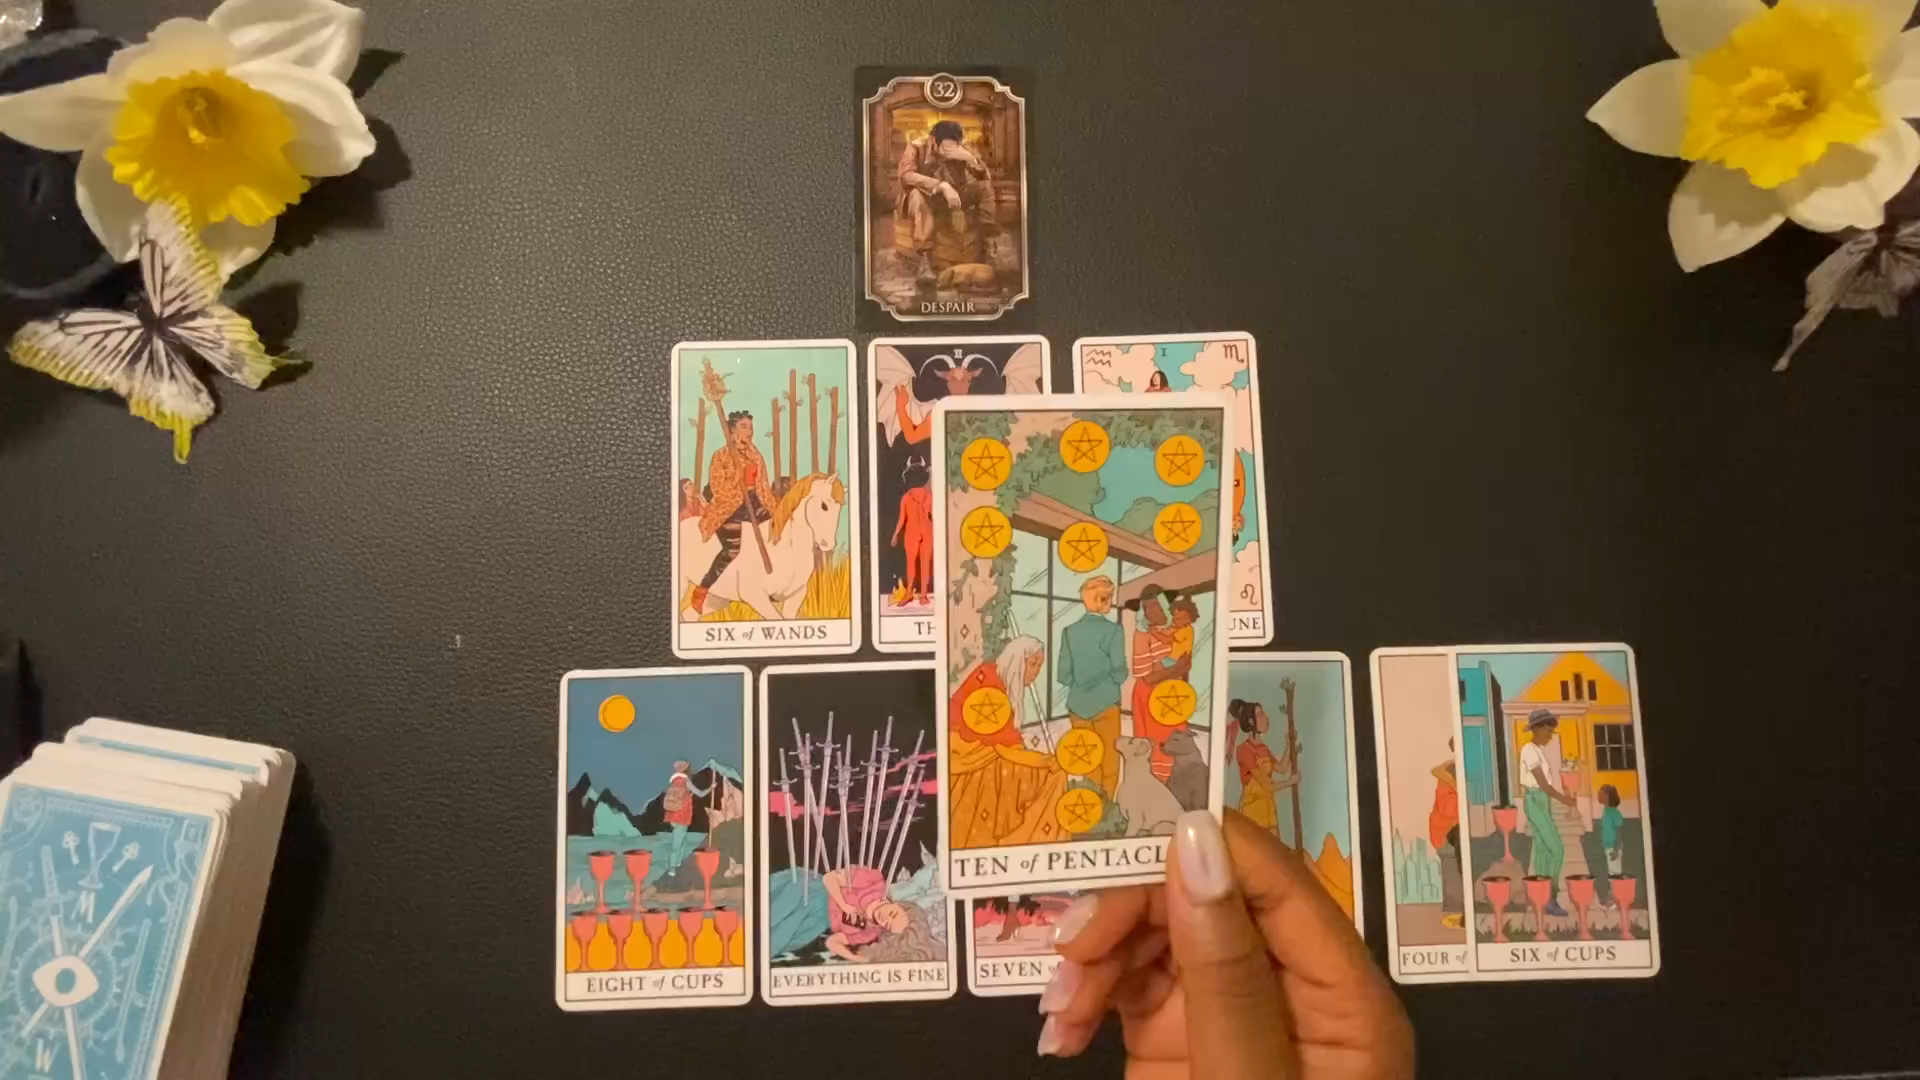 32
DESPAIR
II
I
SIX of WANDS
TH
UNE
TEN of PENTACL
EIGHT of CUPS
EVERYTHING IS FINE
SEVEN
FOUR of
SIX of CUPS
M
W